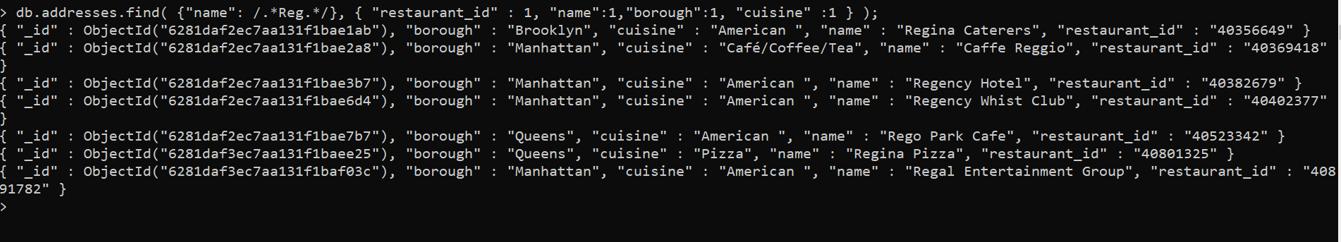 > db.addresses.find( {"name": /.*Reg.*/}, { "restaurant_id" : 1, "name":1,"borough":1, "cuisine" :1 } );
{ "_id" : ObjectId("6281daf2ec7aa131f1bae1ab"), "borough" : "Brooklyn", "cuisine" : "American ", "name" : "Regina Caterers", "restaurant_id" : "40356649" }
{ "_id" : ObjectId("6281daf2ec7aa131f1bae2a8"), "borough" : "Manhattan", "cuisine" : "Café/Coffee/Tea", "name" : "Caffe Reggio", "restaurant_id" : "40369418"
}
{ "_id" : ObjectId("6281daf2ec7aa131f1bae3b7"), "borough" : "Manhattan", "cuisine" : "American ", "name" : "Regency Hotel", "restaurant_id" : "40382679" }
{ "_id" : ObjectId("6281daf2ec7aa131f1bae6d4"), "borough" : "Manhattan", "cuisine" : "American ", "name" : "Regency Whist Club", "restaurant_id" : "40402377"
}
{ "_id" : ObjectId("6281daf2ec7aa131f1bae7b7"), "borough" : "Queens", "cuisine" : "American ", "name" : "Rego Park Cafe", "restaurant_id" : "40523342" }
{ "_id" : ObjectId("6281daf3ec7aa131f1baee25"), "borough" : "Queens", "cuisine" : "Pizza", "name" : "Regina Pizza", "restaurant_id" : "40801325" }
{ "_id" : ObjectId("6281daf3ec7aa131f1baf03c"), "borough" : "Manhattan", "cuisine" : "American ", "name" : "Regal Entertainment Group", "restaurant_id" : "408
91782" }
>